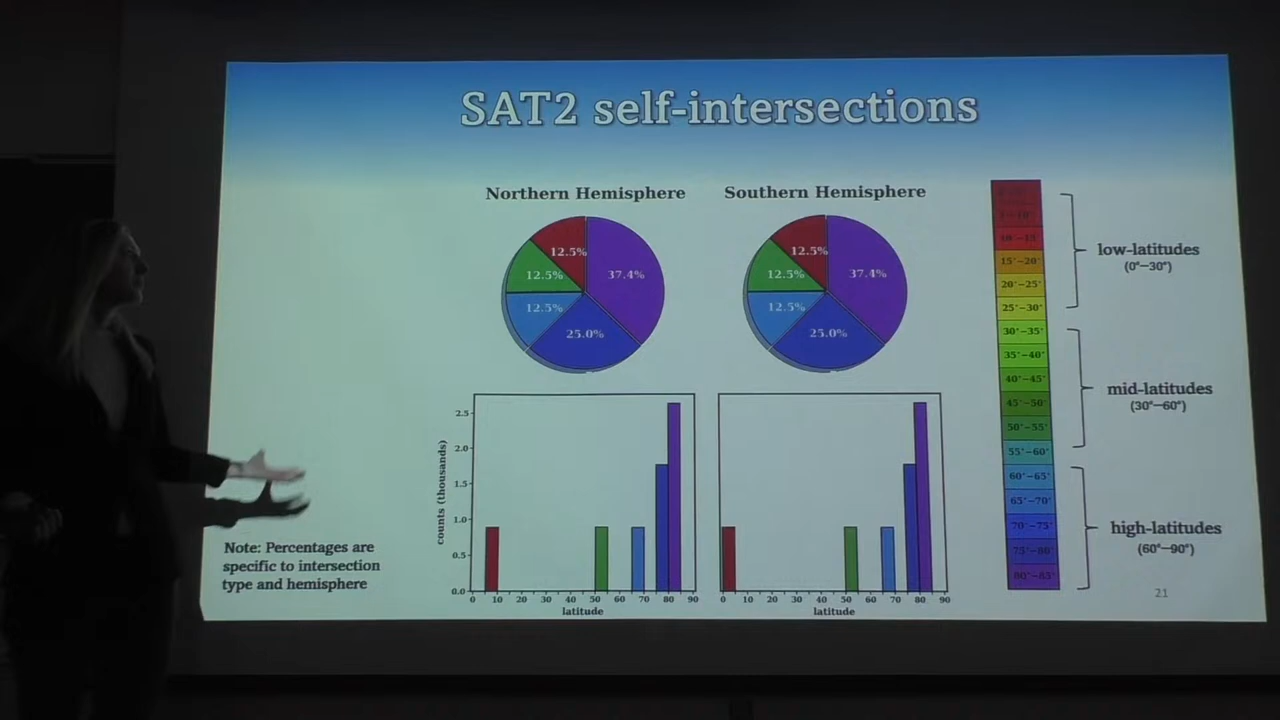 SAT2 self-intersections
Northern Hemisphere
Southern Hemisphere
12.5%
37.4%
12.5%
12.5%
25.0%
12.5%
37.4%
12.5%
12.5%
25.0%
counts (thousands)
2.5
2.0
1.5
1.0
0.5
0.0
0 10 20 30 40 50 60 70 80 90
latitude
0 10 20 30 40 50 60 70 80 90
latitude
10°−15°
15°−20°
20°−25°
25°−30°
30°−35°
35°−40°
40°−45°
45°−50°
50°−55°
55°−60°
60°−65°
65°−70°
70°−75°
75°−80°
80°−85°
low-latitudes
(0°−30°)
mid-latitudes
(30°−60°)
high-latitudes
(60°−90°)
Note: Percentages are
specific to intersection
type and hemisphere
21